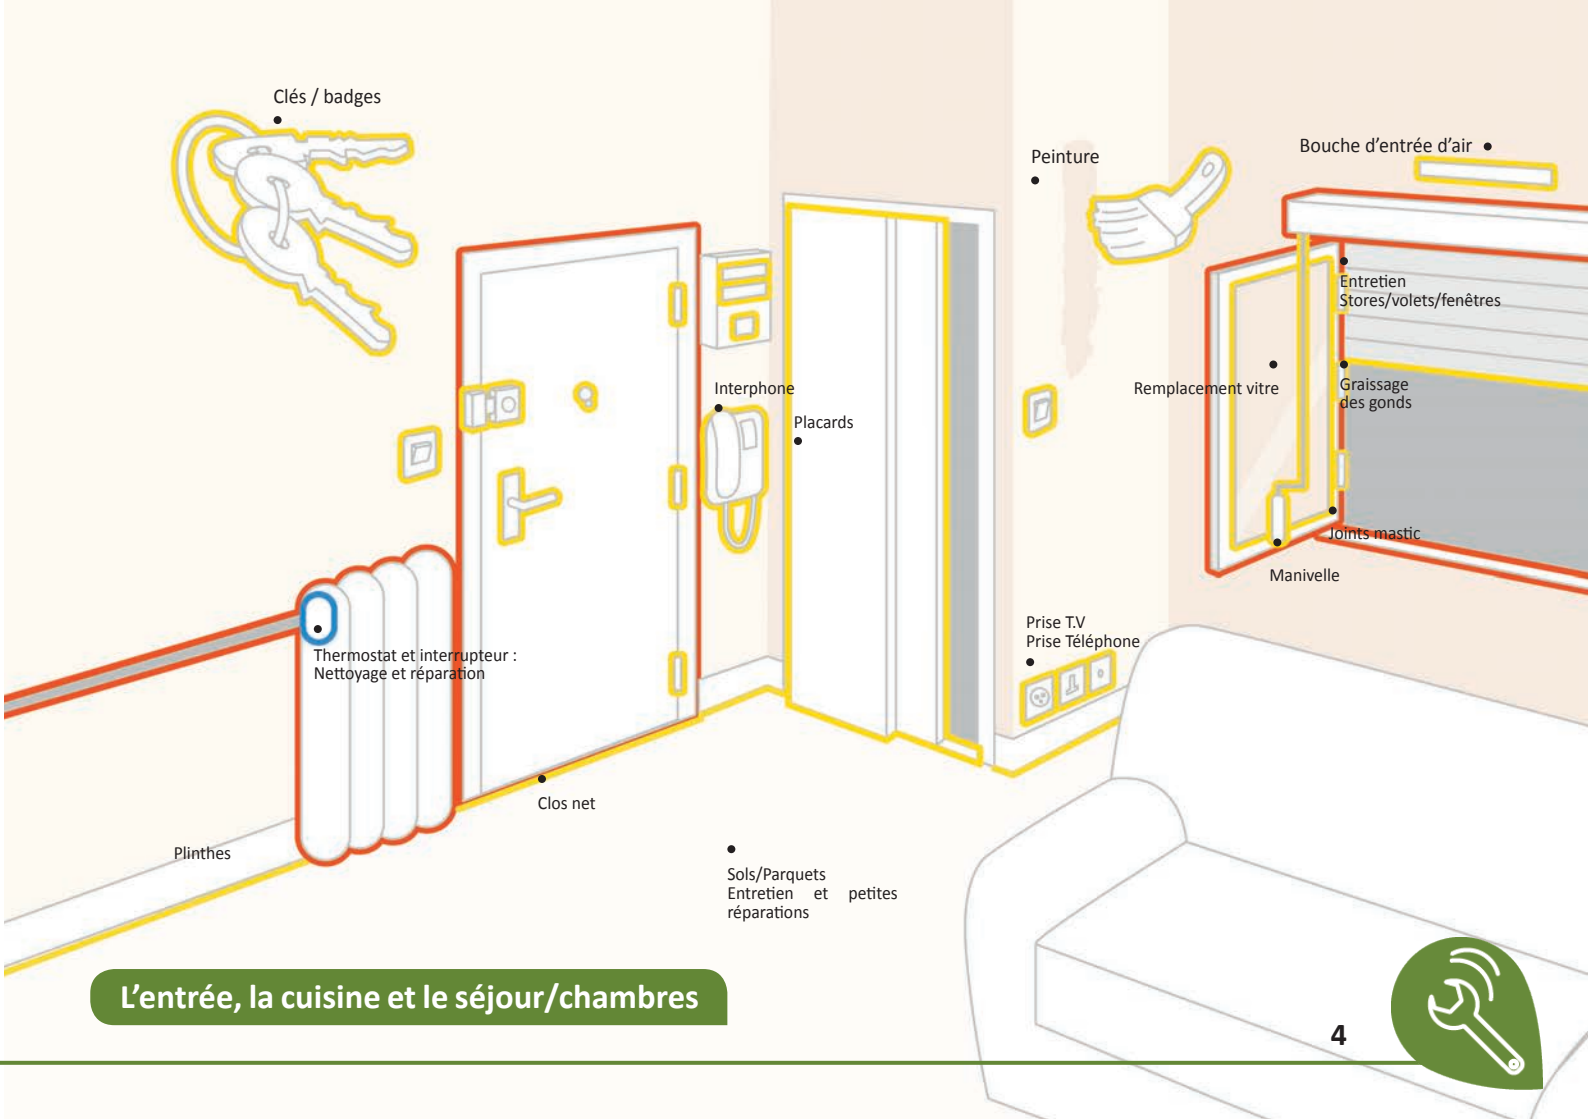 Clés / badges
Peinture
Bouche d'entrée d'air
Entretien
Stores/volets/fenêtres
Interphone
Remplacement vitre
Graissage
des gonds
Placards
Joints mastic
Manivelle
Prise T.V
Prise Téléphone
Thermostat et interrupteur :
Nettoyage et réparation
Clos net
Plinthes
Sols/Parquets
Entretien et petites
réparations
L'entrée, la cuisine et le séjour/chambres
4